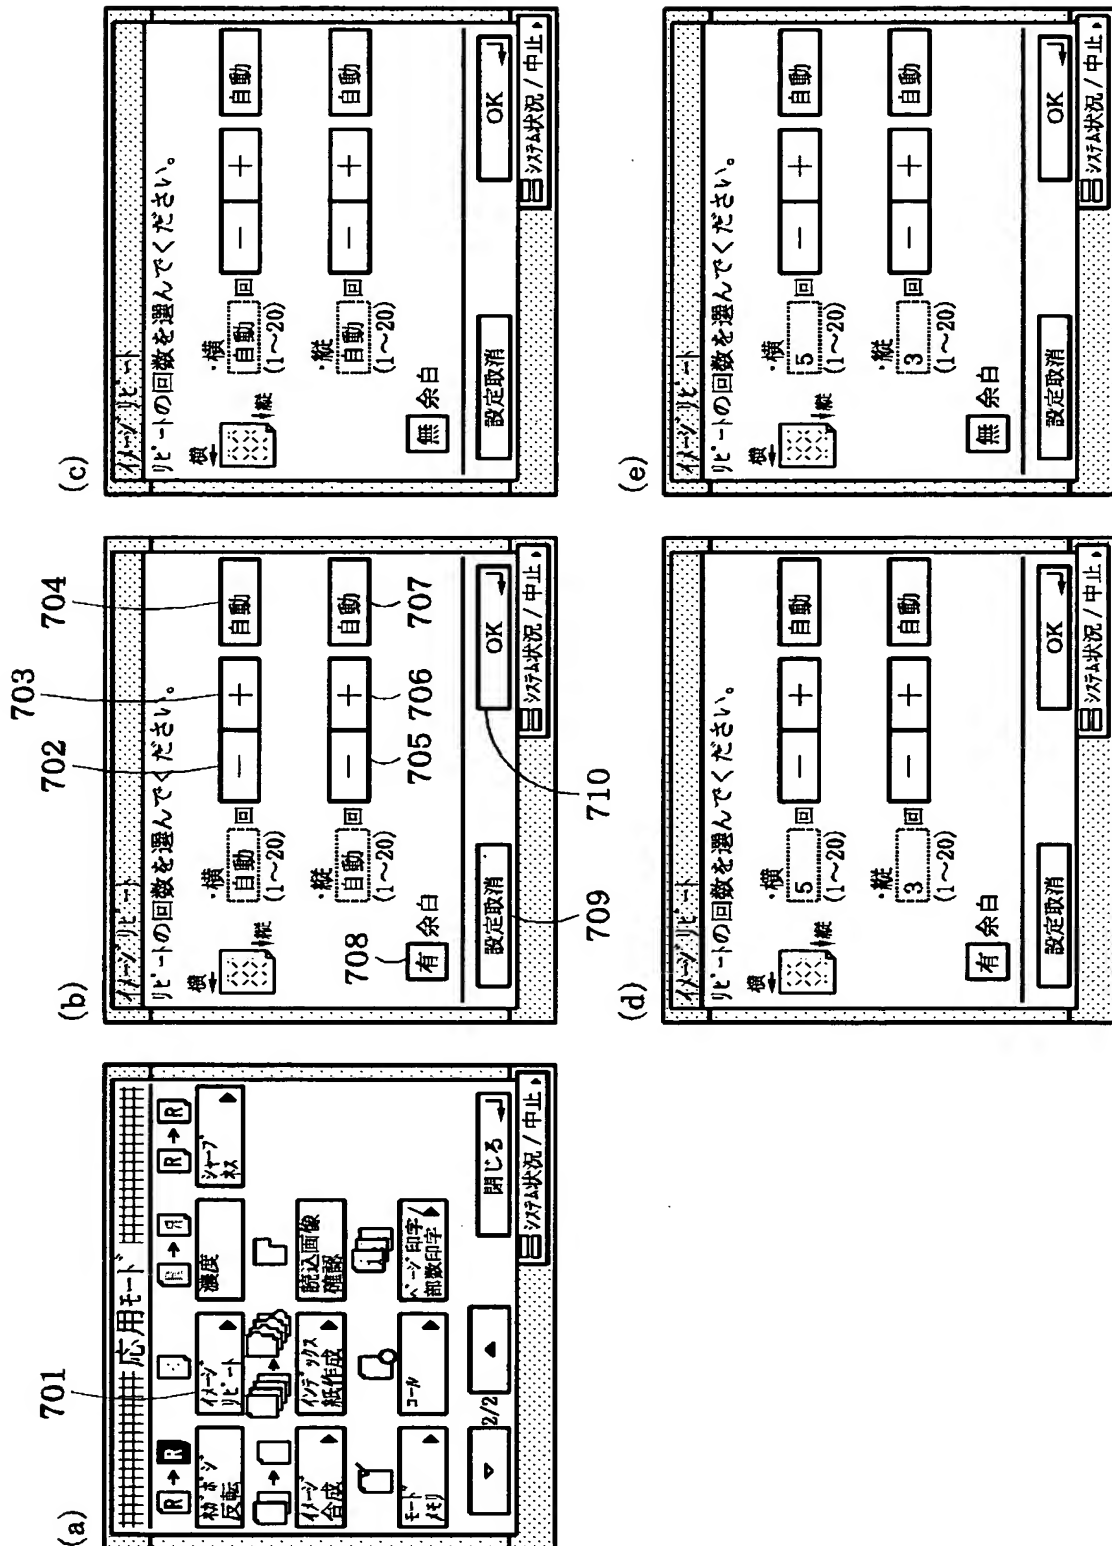 (a)
701
応用モード
R → R
R → R
R → R
ネガポジ
反転
イメージ
リピート
濃度
シャープ
ネス
イメージ
合成
インデックス
紙作成
読込画像
確認
モード
メモリ
コール
ページ印字/
部数印字
2/2
閉じる
システム状況/中止
(b)
702
703
704
イメージリピート
リピートの回数を選んでください。
横
縦
・横
自動 回 － ＋ 自動
(1〜20)
・縦
自動 回 － ＋ 自動
(1〜20)
705 706 707
708
有 余白
設定取消 OK
システム状況/中止
709
710
(c)
イメージリピート
リピートの回数を選んでください。
横
縦
・横
自動 回 － ＋ 自動
(1〜20)
・縦
自動 回 － ＋ 自動
(1〜20)
無 余白
設定取消 OK
システム状況/中止
(d)
イメージリピート
リピートの回数を選んでください。
横
縦
・横
5 回 － ＋ 自動
(1〜20)
・縦
3 回 － ＋ 自動
(1〜20)
有 余白
設定取消 OK
システム状況/中止
(e)
イメージリピート
リピートの回数を選んでください。
横
縦
・横
5 回 － ＋ 自動
(1〜20)
・縦
3 回 － ＋ 自動
(1〜20)
無 余白
設定取消 OK
システム状況/中止